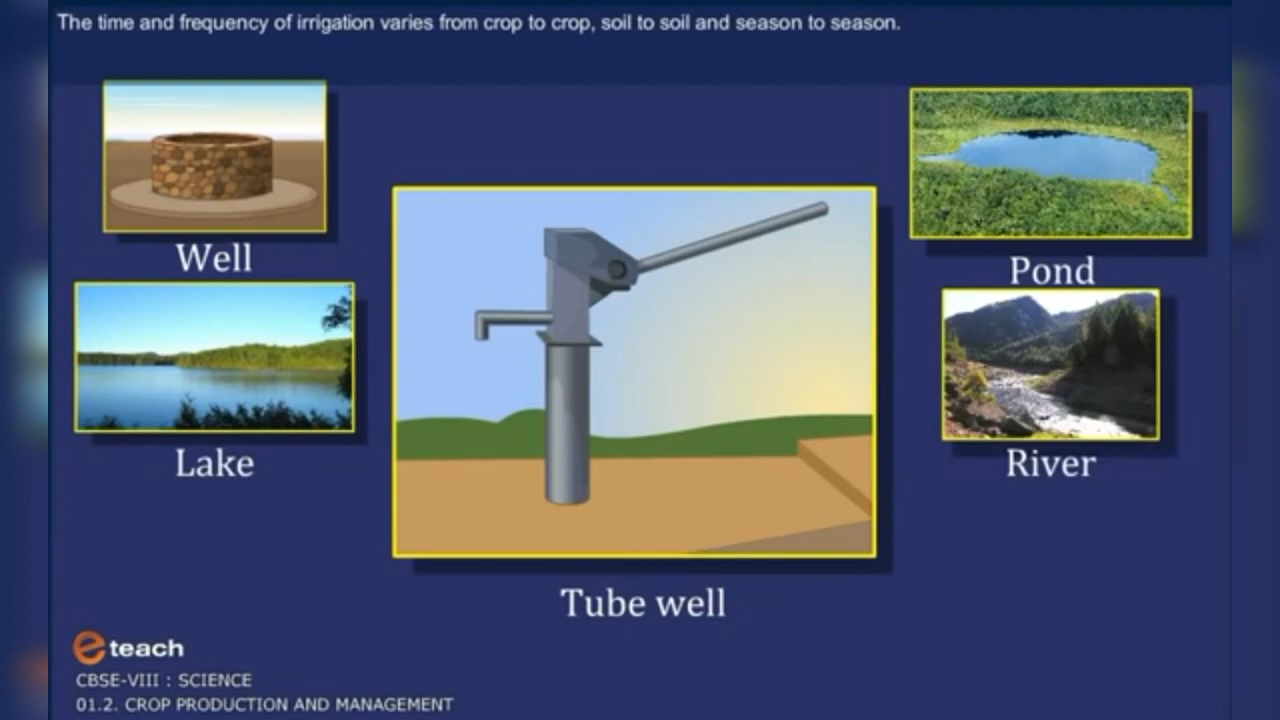 The time and frequency of irrigation varies from crop to crop, soil to soil and season to season.
Well
Pond
Lake
River
Tube well
e teach
CBSE-VIII : SCIENCE
01.2. CROP PRODUCTION AND MANAGEMENT